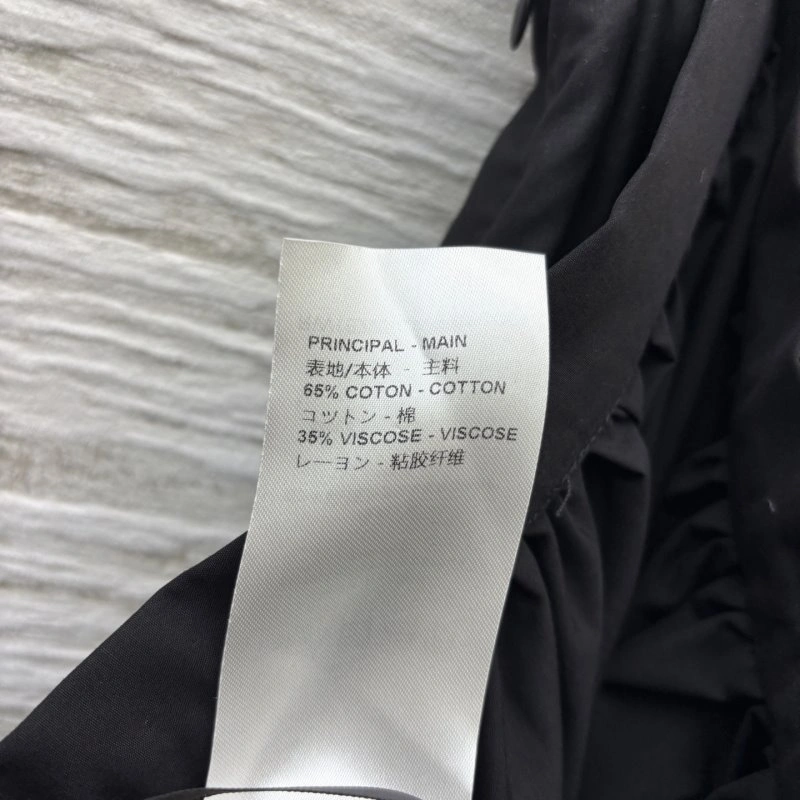 PRINCIPAL - MAIN
表地/本体 - 主料
65% COTON - COTTON
コツトン - 棉
35% VISCOSE - VISCOSE
レーヨン - 粘胶纤维